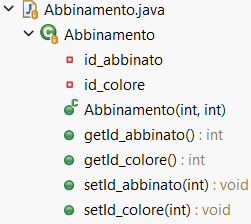 Abbinamento.java
Abbinamento
id_abbinato
id_colore
Abbinamento(int, int)
getId_abbinato() : int
getId_colore() : int
setId_abbinato(int) : void
setId_colore(int) : void